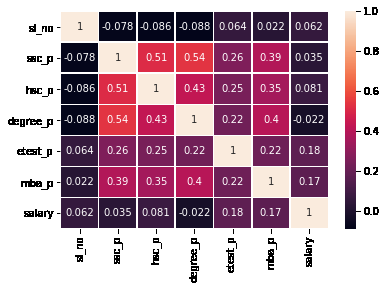 sl_no 1 -0.078 -0.086 -0.088 0.064 0.022 0.062
ssc_p -0.078 1 0.51 0.54 0.26 0.39 0.035
hsc_p -0.086 0.51 1 0.43 0.25 0.35 0.081
degree_p -0.088 0.54 0.43 1 0.22 0.4 -0.022
etest_p 0.064 0.26 0.25 0.22 1 0.22 0.18
mba_p 0.022 0.39 0.35 0.4 0.22 1 0.17
salary 0.062 0.035 0.081 -0.022 0.18 0.17 1
sl_no ssc_p hsc_p degree_p etest_p mba_p salary
1.0
0.8
0.6
0.4
0.2
0.0